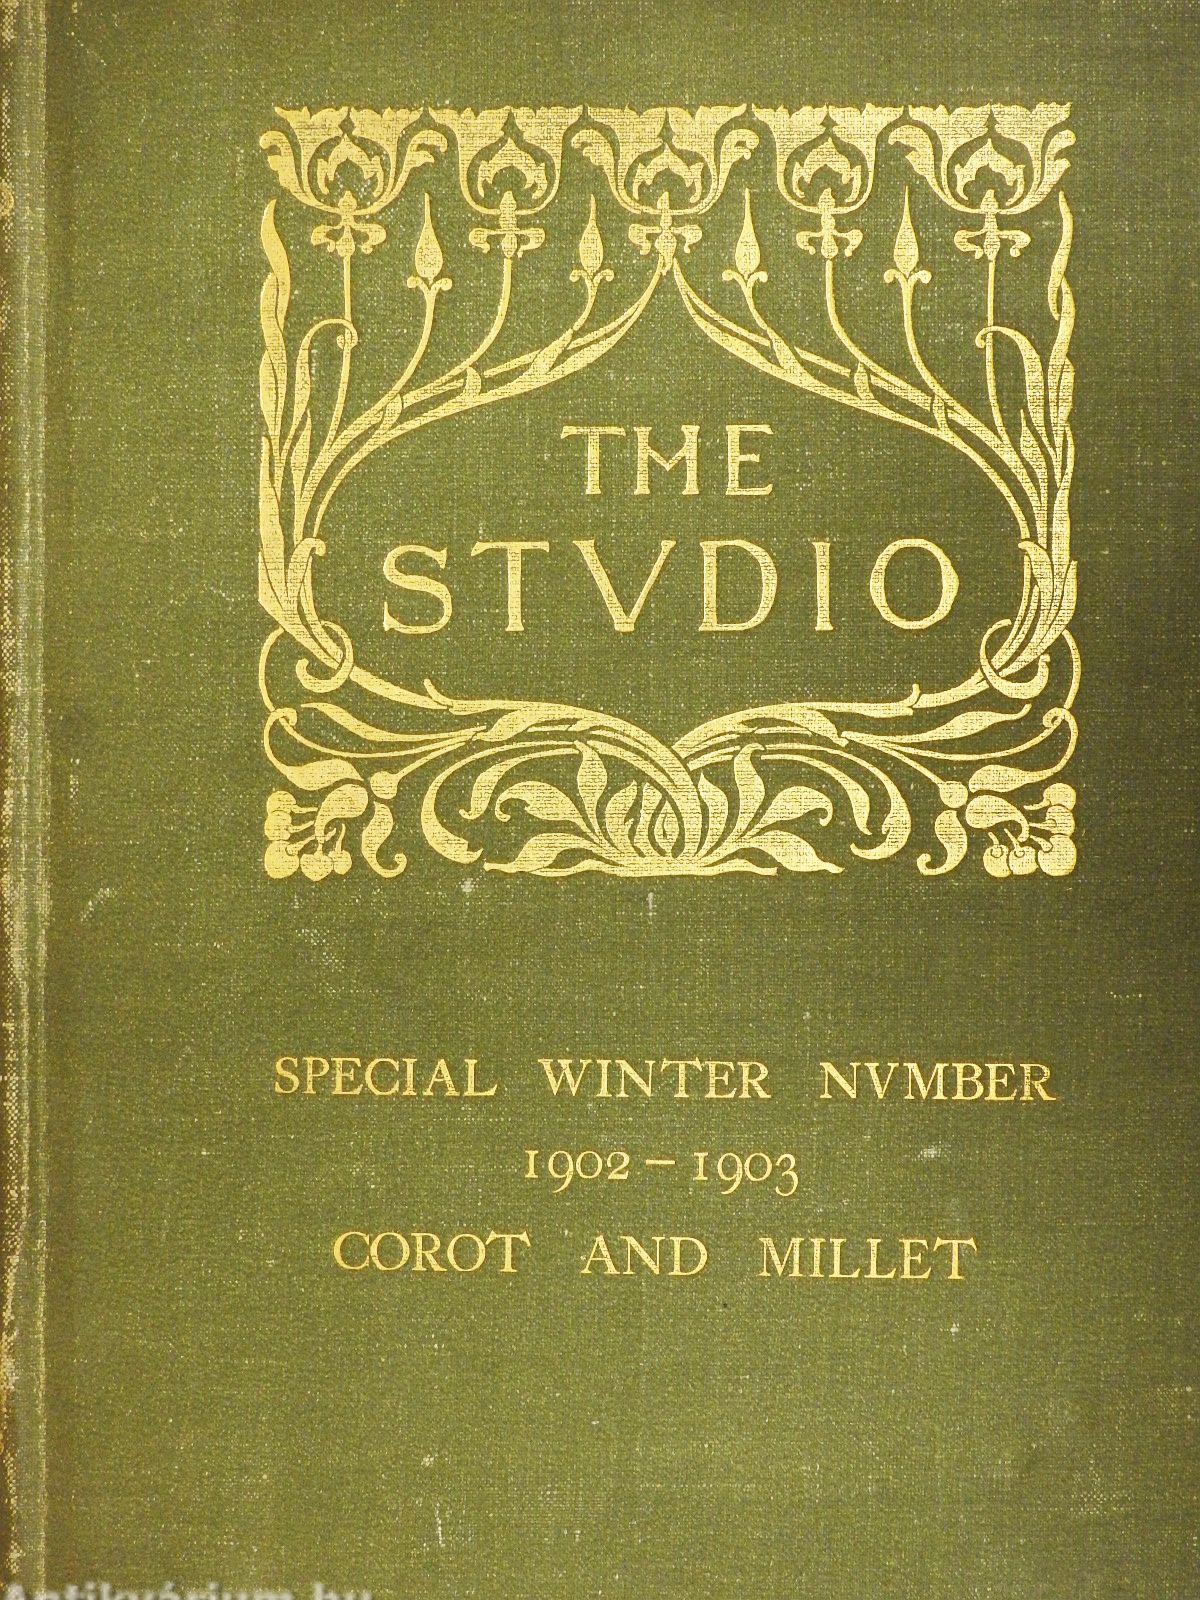 THE
STVDIO
SPECIAL WINTER NVMBER
1902 – 1903
COROT AND MILLET